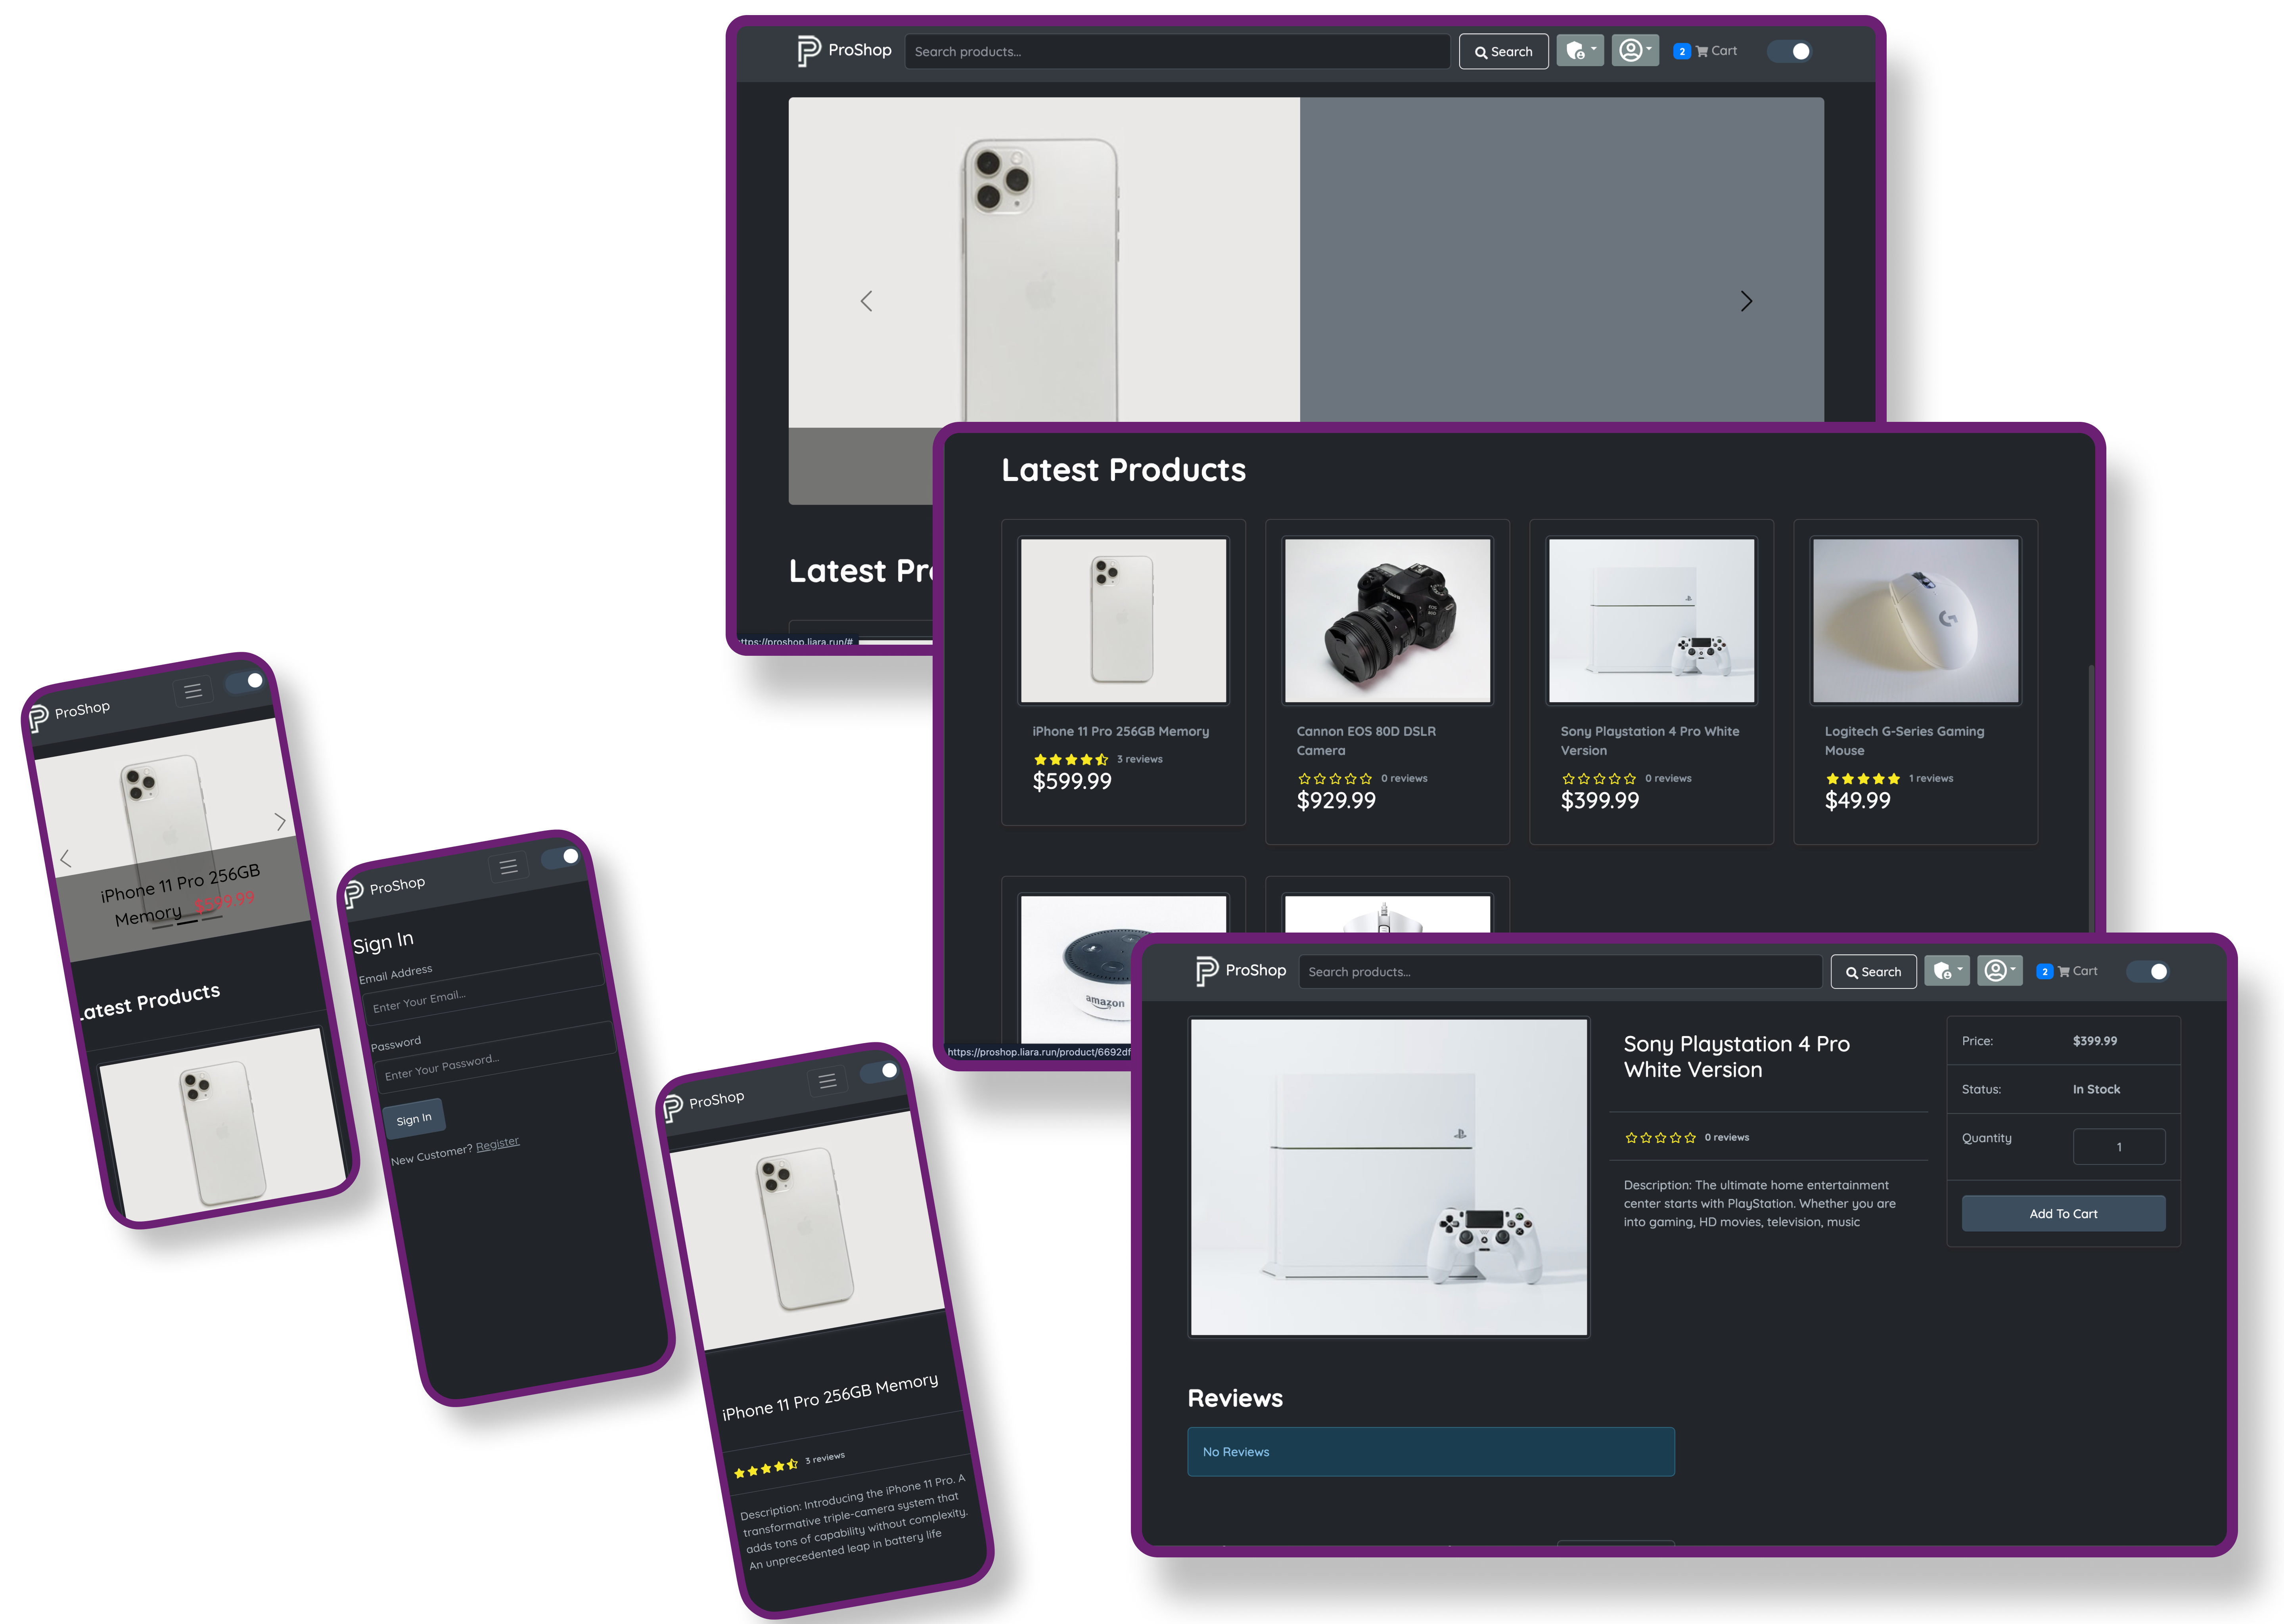 ProShop
Search products...
Search
2 Cart
Latest Pr
https://proshop.liara.run/#
Latest Products
iPhone 11 Pro 256GB Memory
3 reviews
$599.99
Cannon EOS 80D DSLR
Camera
0 reviews
$929.99
Sony Playstation 4 Pro White
Version
0 reviews
$399.99
Logitech G-Series Gaming
Mouse
1 reviews
$49.99
Canon
EOS
80D
amazon
https://proshop.liara.run/product/6692df
ProShop
Search products...
Search
2 Cart
Sony Playstation 4 Pro
White Version
0 reviews
Description: The ultimate home entertainment
center starts with PlayStation. Whether you are
into gaming, HD movies, television, music
Price: $399.99
Status: In Stock
Quantity 1
Add To Cart
Reviews
No Reviews
ProShop
iPhone 11 Pro 256GB
Memory $599.99
Latest Products
ProShop
Sign In
Email Address
Enter Your Email...
Password
Enter Your Password...
Sign In
New Customer? Register
ProShop
iPhone 11 Pro 256GB Memory
3 reviews
Description: Introducing the iPhone 11 Pro. A
transformative triple-camera system that
adds tons of capability without complexity.
An unprecedented leap in battery life